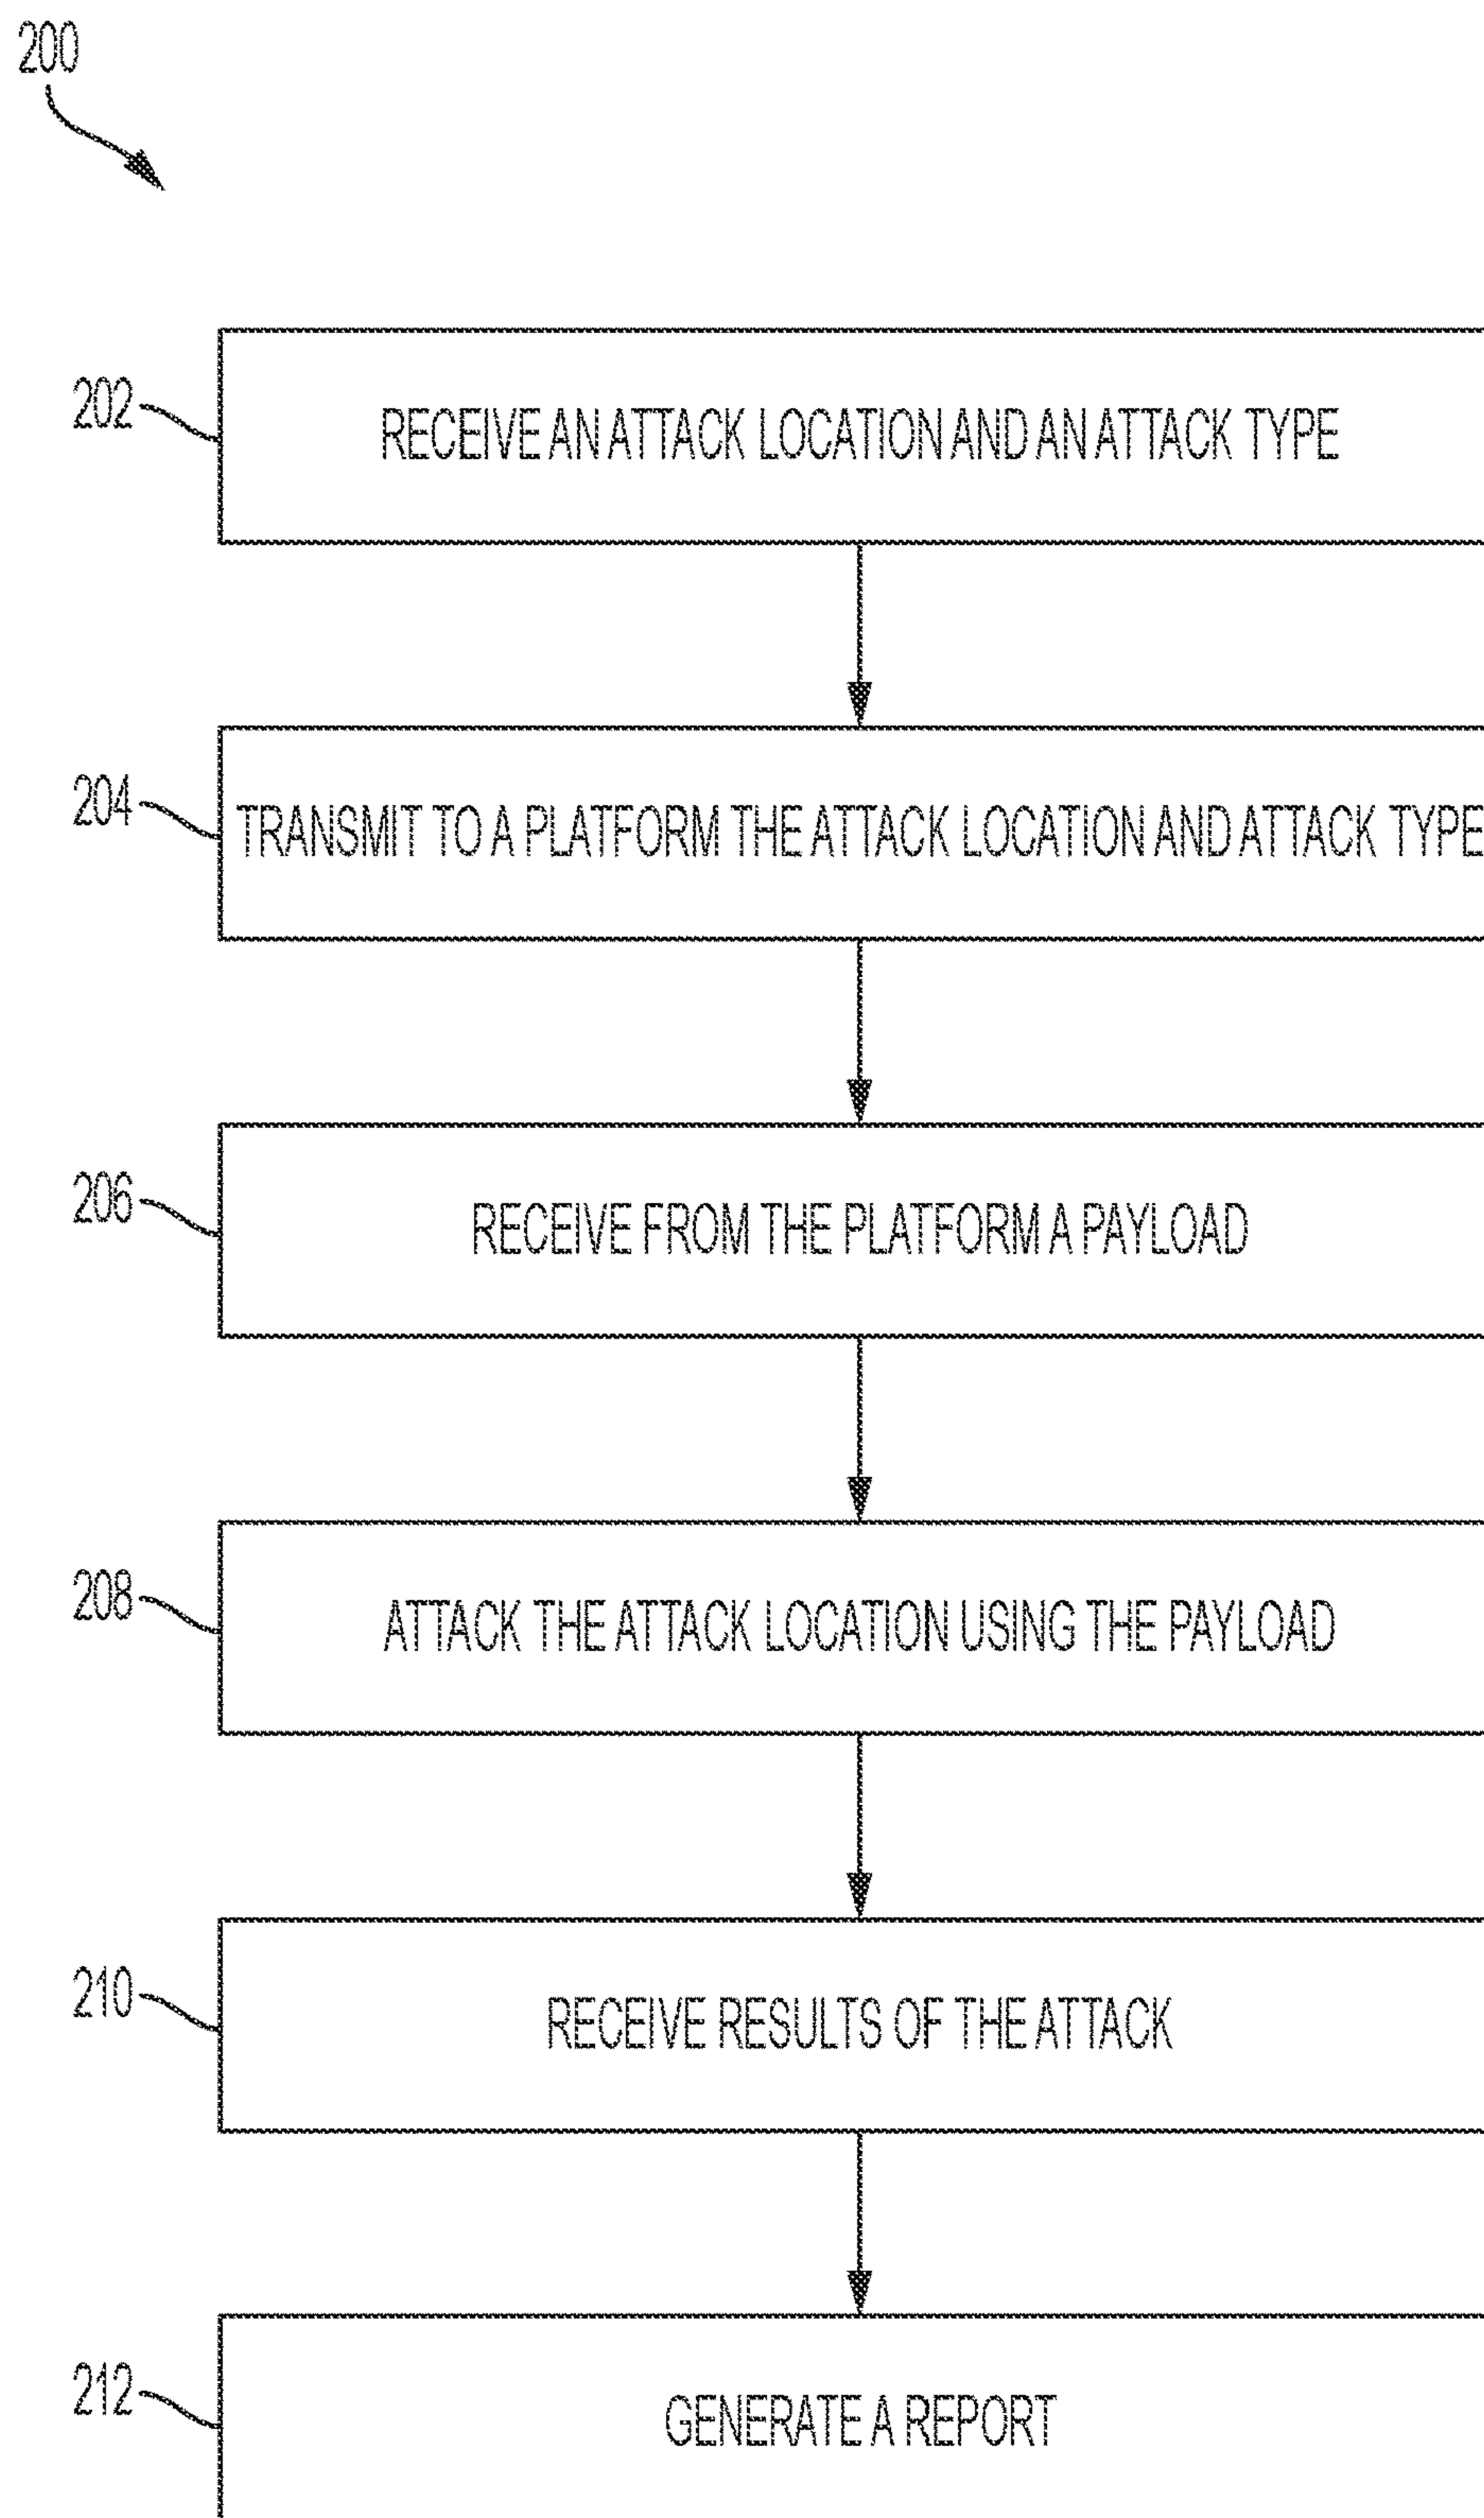 200
202
RECEIVE AN ATTACK LOCATION AND AN ATTACK TYPE
204
TRANSMIT TO A PLATFORM THE ATTACK LOCATION AND ATTACK TYPE
206
RECEIVE FROM THE PLATFORM A PAYLOAD
208
ATTACK THE ATTACK LOCATION USING THE PAYLOAD
210
RECEIVE RESULTS OF THE ATTACK
212
GENERATE A REPORT